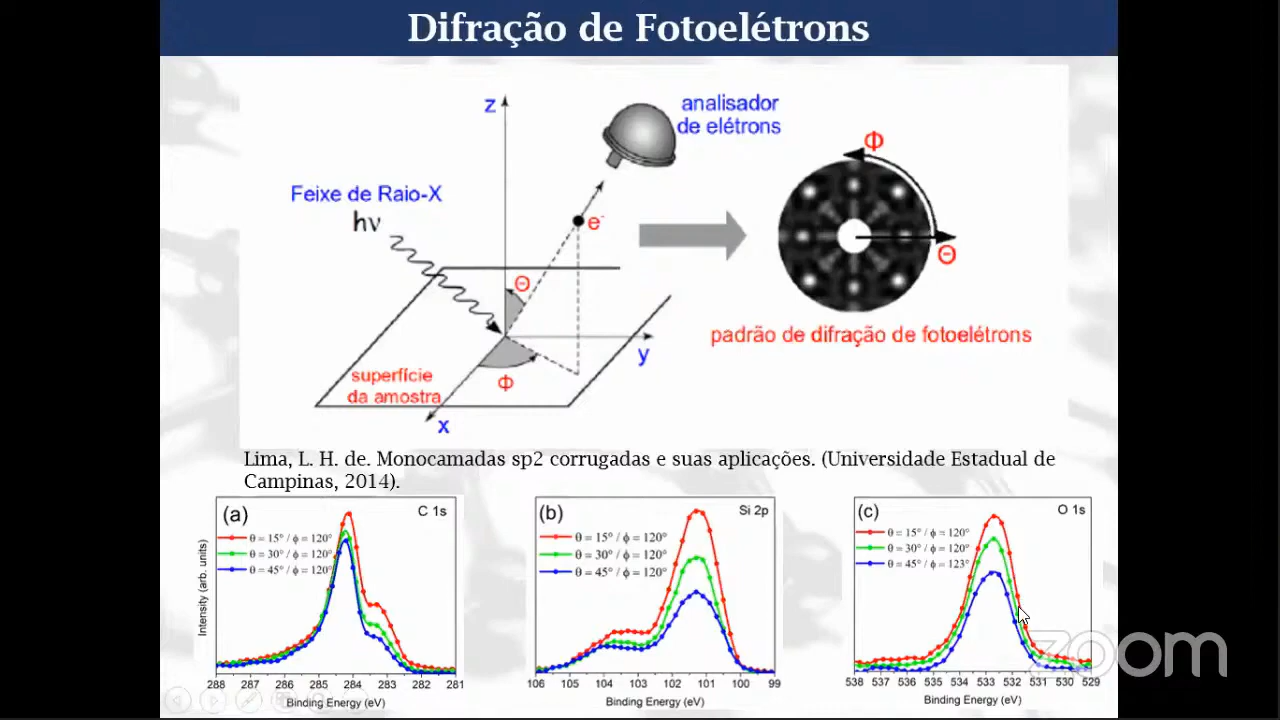 Difração de Fotoelétrons
z
analisador
de elétrons
Φ
Feixe de Raio-X
hν
e⁻
Θ
Θ
y
padrão de difração de fotoelétrons
superfície
da amostra
Φ
x
Lima, L. H. de. Monocamadas sp2 corrugadas e suas aplicações. (Universidade Estadual de
Campinas, 2014).
(a)
C 1s
θ = 15° / ϕ = 120°
θ = 30° / ϕ = 120°
θ = 45° / ϕ = 120°
Intensity (arb. units)
288 287 286 285 284 283 282 281
Binding Energy (eV)
(b)
Si 2p
θ = 15° / ϕ = 120°
θ = 30° / ϕ = 120°
θ = 45° / ϕ = 120°
106 105 104 103 102 101 100 99
Binding Energy (eV)
(c)
O 1s
θ = 15° / ϕ = 120°
θ = 30° / ϕ = 120°
θ = 45° / ϕ = 123°
538 537 536 535 534 533 532 531 530 529
Binding Energy (eV)
zoom